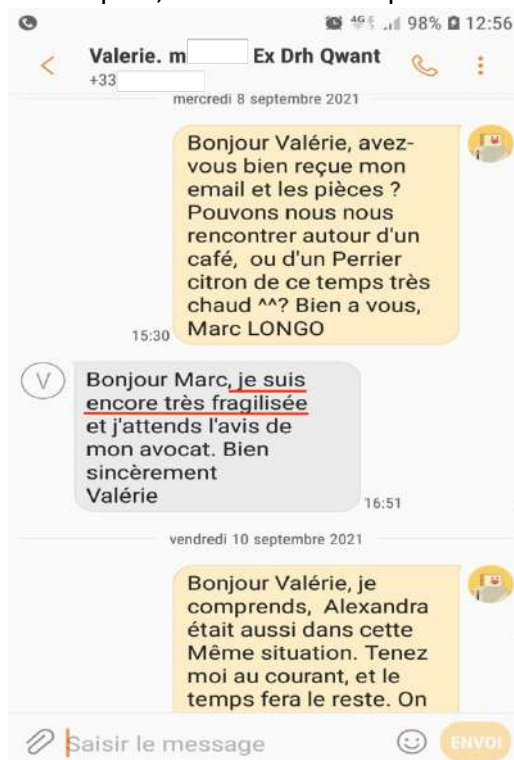 98% 12:56
Valerie. m Ex Drh Qwant
+33
mercredi 8 septembre 2021
Bonjour Valérie, avez-
vous bien reçue mon
email et les pièces ?
Pouvons nous nous
rencontrer autour d'un
café, ou d'un Perrier
citron de ce temps très
chaud ^^? Bien a vous,
Marc LONGO
15:30
V
Bonjour Marc, je suis
encore très fragilisée
et j'attends l'avis de
mon avocat. Bien
sincèrement
Valérie
16:51
vendredi 10 septembre 2021
Bonjour Valérie, je
comprends, Alexandra
était aussi dans cette
Même situation. Tenez
moi au courant, et le
temps fera le reste. On
Saisir le message
ENVOI